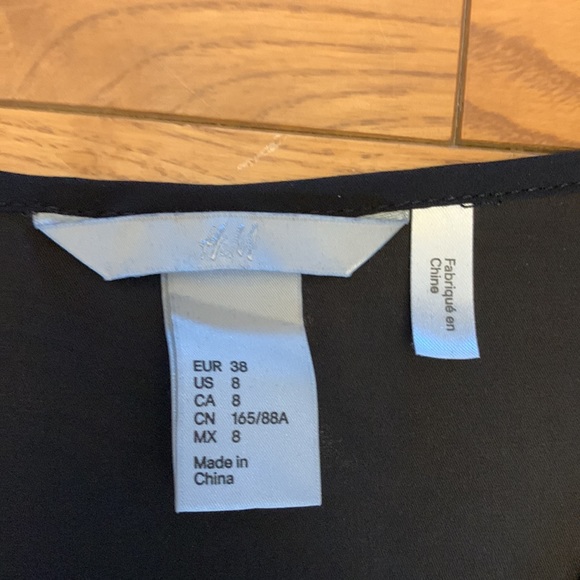 H&M
EUR 38
US 8
CA 8
CN 165/88A
MX 8
Made in
China
Fabriqué en
Chine